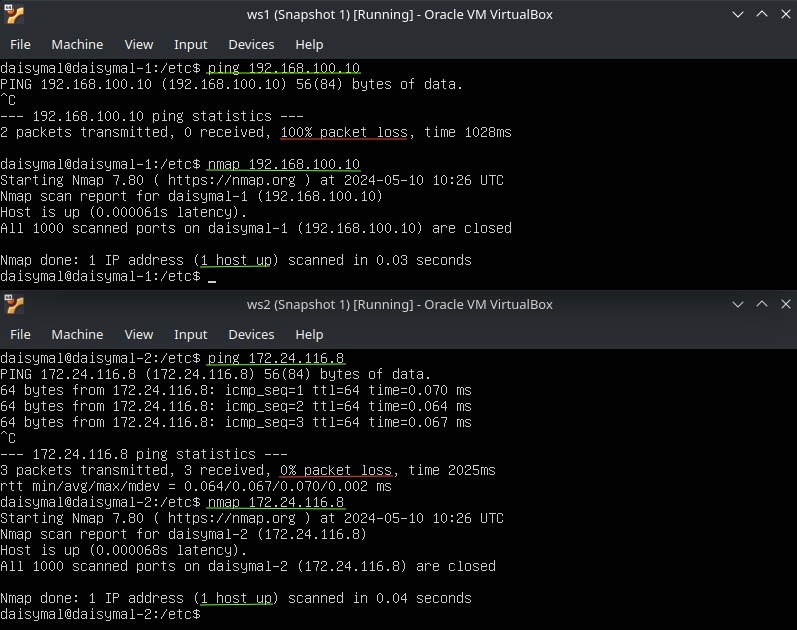 ws1 (Snapshot 1) [Running] - Oracle VM VirtualBox
File Machine View Input Devices Help
daisymal@daisymal-1:/etc$ ping 192.168.100.10
PING 192.168.100.10 (192.168.100.10) 56(84) bytes of data.
^C
--- 192.168.100.10 ping statistics ---
2 packets transmitted, 0 received, 100% packet loss, time 1028ms
daisymal@daisymal-1:/etc$ nmap 192.168.100.10
Starting Nmap 7.80 ( https://nmap.org ) at 2024-05-10 10:26 UTC
Nmap scan report for daisymal-1 (192.168.100.10)
Host is up (0.000061s latency).
All 1000 scanned ports on daisymal-1 (192.168.100.10) are closed
Nmap done: 1 IP address (1 host up) scanned in 0.03 seconds
daisymal@daisymal-1:/etc$ _
ws2 (Snapshot 1) [Running] - Oracle VM VirtualBox
File Machine View Input Devices Help
daisymal@daisymal-2:/etc$ ping 172.24.116.8
PING 172.24.116.8 (172.24.116.8) 56(84) bytes of data.
64 bytes from 172.24.116.8: icmp_seq=1 ttl=64 time=0.070 ms
64 bytes from 172.24.116.8: icmp_seq=2 ttl=64 time=0.064 ms
64 bytes from 172.24.116.8: icmp_seq=3 ttl=64 time=0.067 ms
^C
--- 172.24.116.8 ping statistics ---
3 packets transmitted, 3 received, 0% packet loss, time 2025ms
rtt min/avg/max/mdev = 0.064/0.067/0.070/0.002 ms
daisymal@daisymal-2:/etc$ nmap 172.24.116.8
Starting Nmap 7.80 ( https://nmap.org ) at 2024-05-10 10:26 UTC
Nmap scan report for daisymal-2 (172.24.116.8)
Host is up (0.000068s latency).
All 1000 scanned ports on daisymal-2 (172.24.116.8) are closed
Nmap done: 1 IP address (1 host up) scanned in 0.04 seconds
daisymal@daisymal-2:/etc$